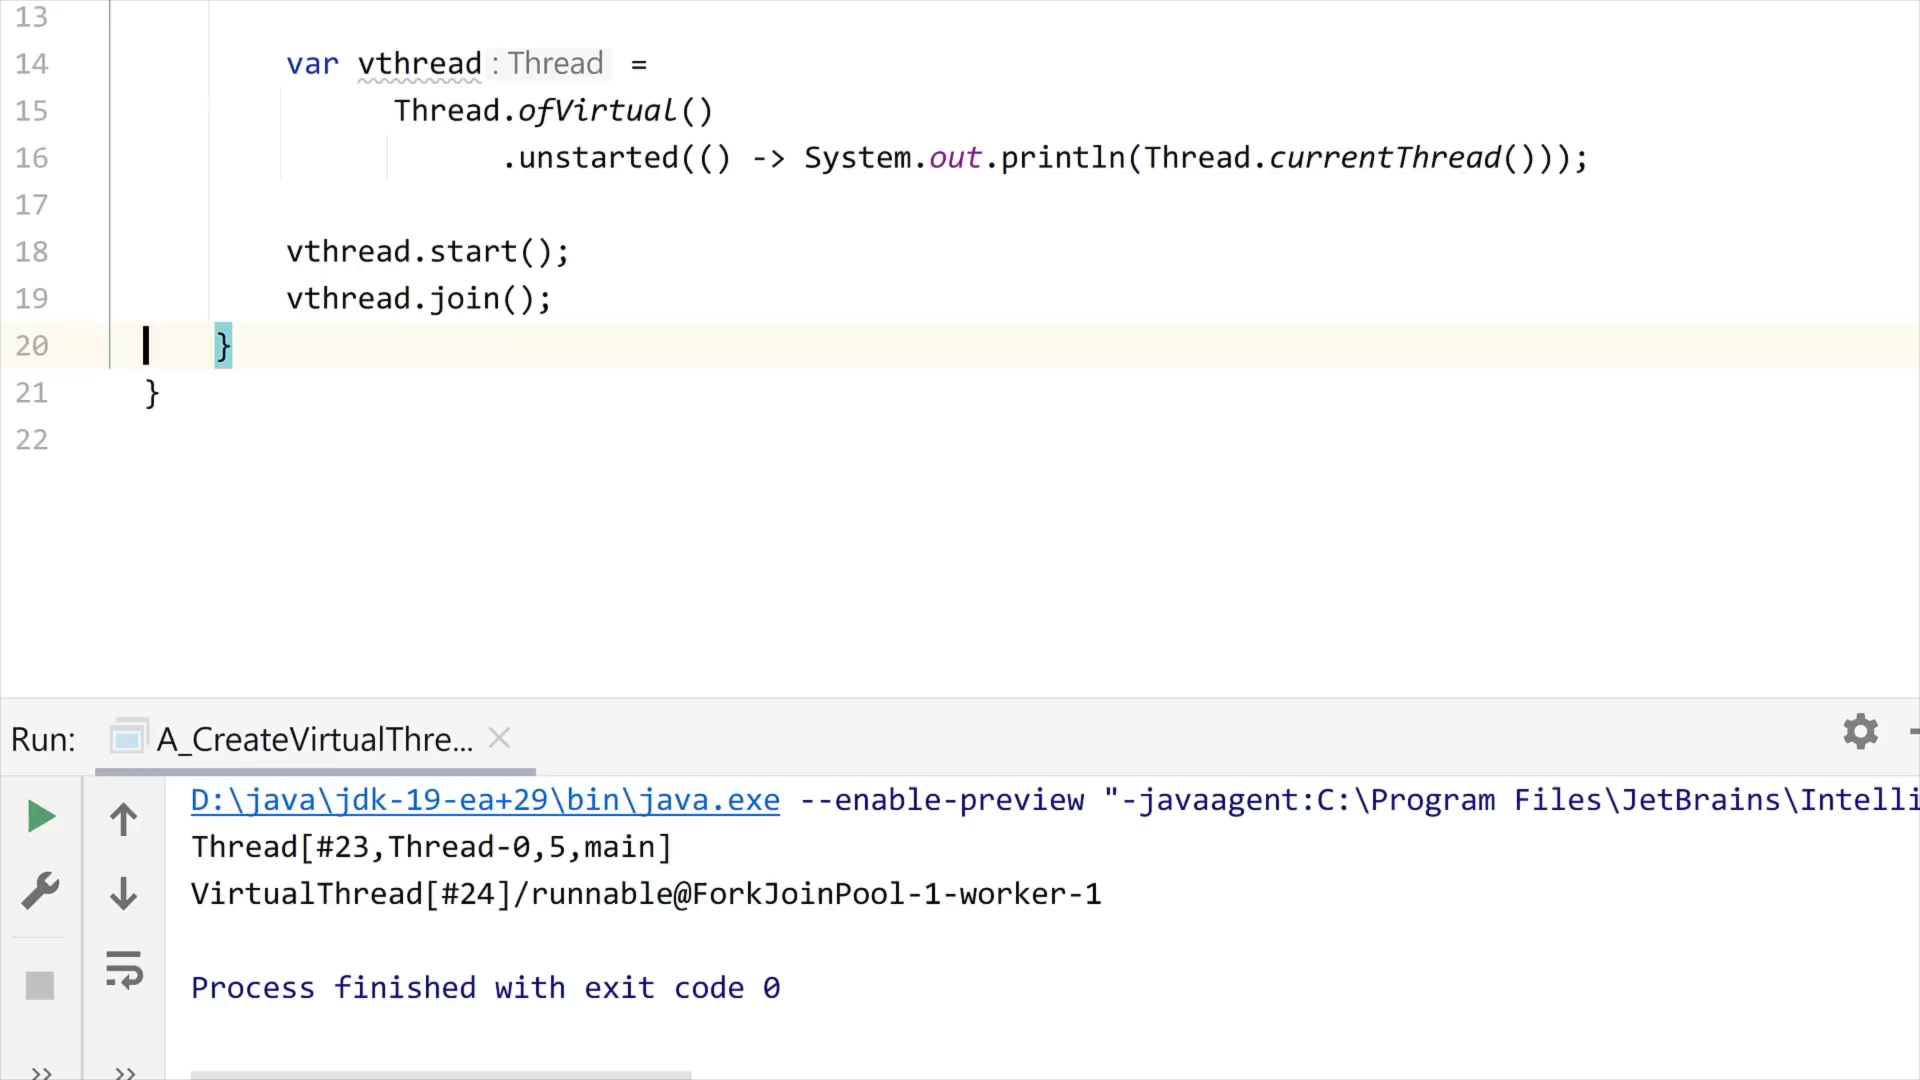 13
14 var vthread : Thread =
15 Thread.ofVirtual()
16 .unstarted(() -> System.out.println(Thread.currentThread()));
17
18 vthread.start();
19 vthread.join();
20 }
21 }
22
Run: A_CreateVirtualThre...
D:\java\jdk-19-ea+29\bin\java.exe --enable-preview "-javaagent:C:\Program Files\JetBrains\Intelli
Thread[#23,Thread-0,5,main]
VirtualThread[#24]/runnable@ForkJoinPool-1-worker-1
Process finished with exit code 0